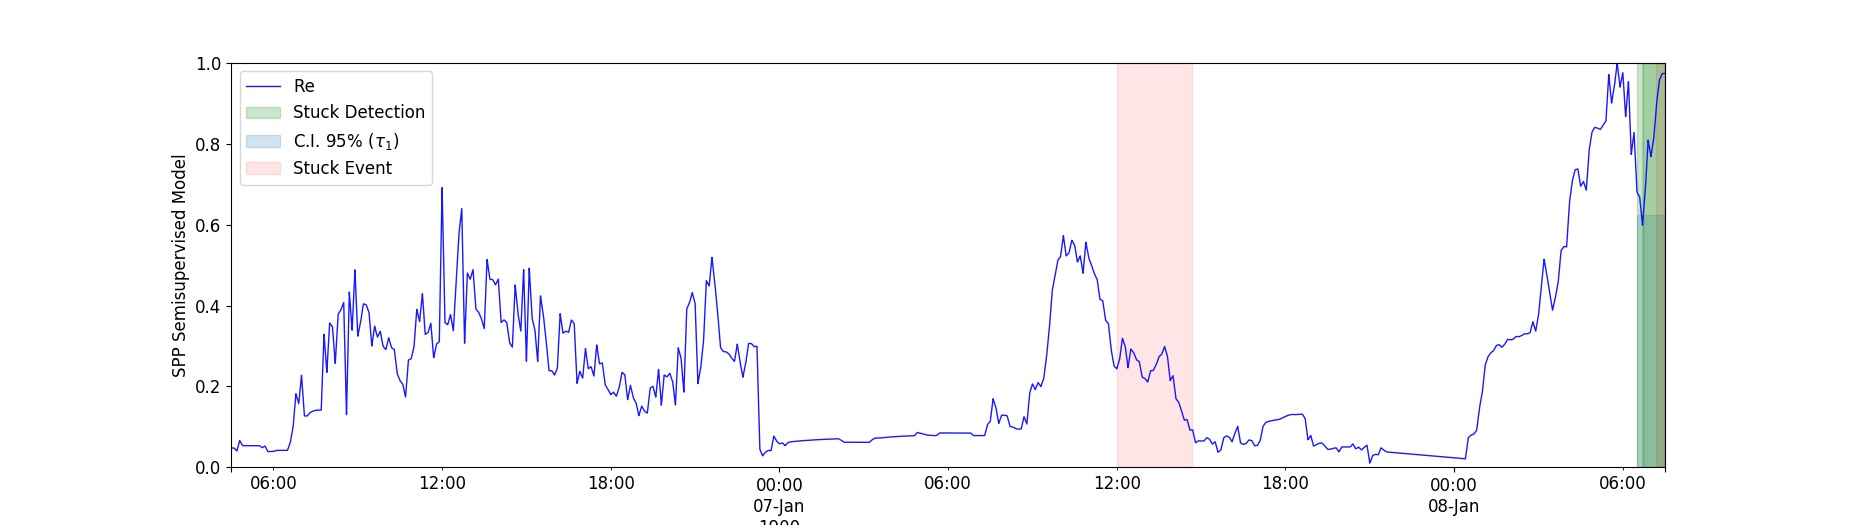 SPP Semisupervised Model
1.0
0.8
0.6
0.4
0.2
0.0
Re
Stuck Detection
C.I. 95% (τ₁)
Stuck Event
06:00 12:00 18:00 00:00 06:00 12:00 18:00 00:00 06:00
07-Jan 08-Jan
1900